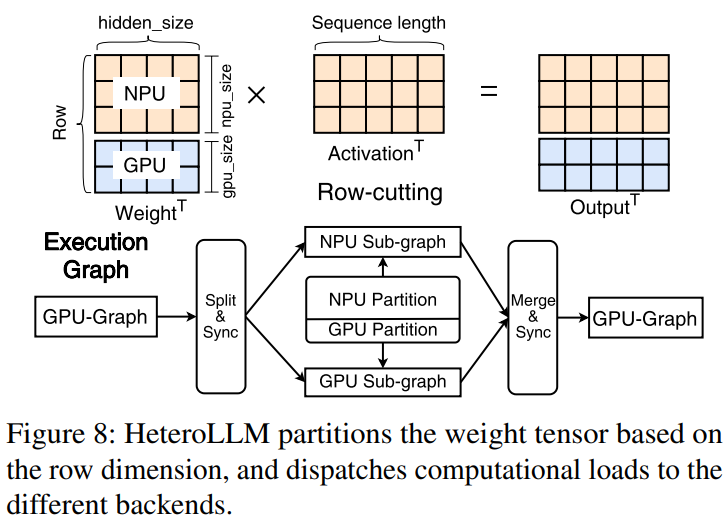 hidden_size
Sequence length
Row
NPU
npu_size
×
=
GPU
gpu_size
Activation^T
Weight^T
Row-cutting
Output^T
Execution
Graph
GPU-Graph
Split
&
Sync
NPU Sub-graph
NPU Partition
GPU Partition
GPU Sub-graph
Merge
&
Sync
GPU-Graph
Figure 8: HeteroLLM partitions the weight tensor based on
the row dimension, and dispatches computational loads to the
different backends.